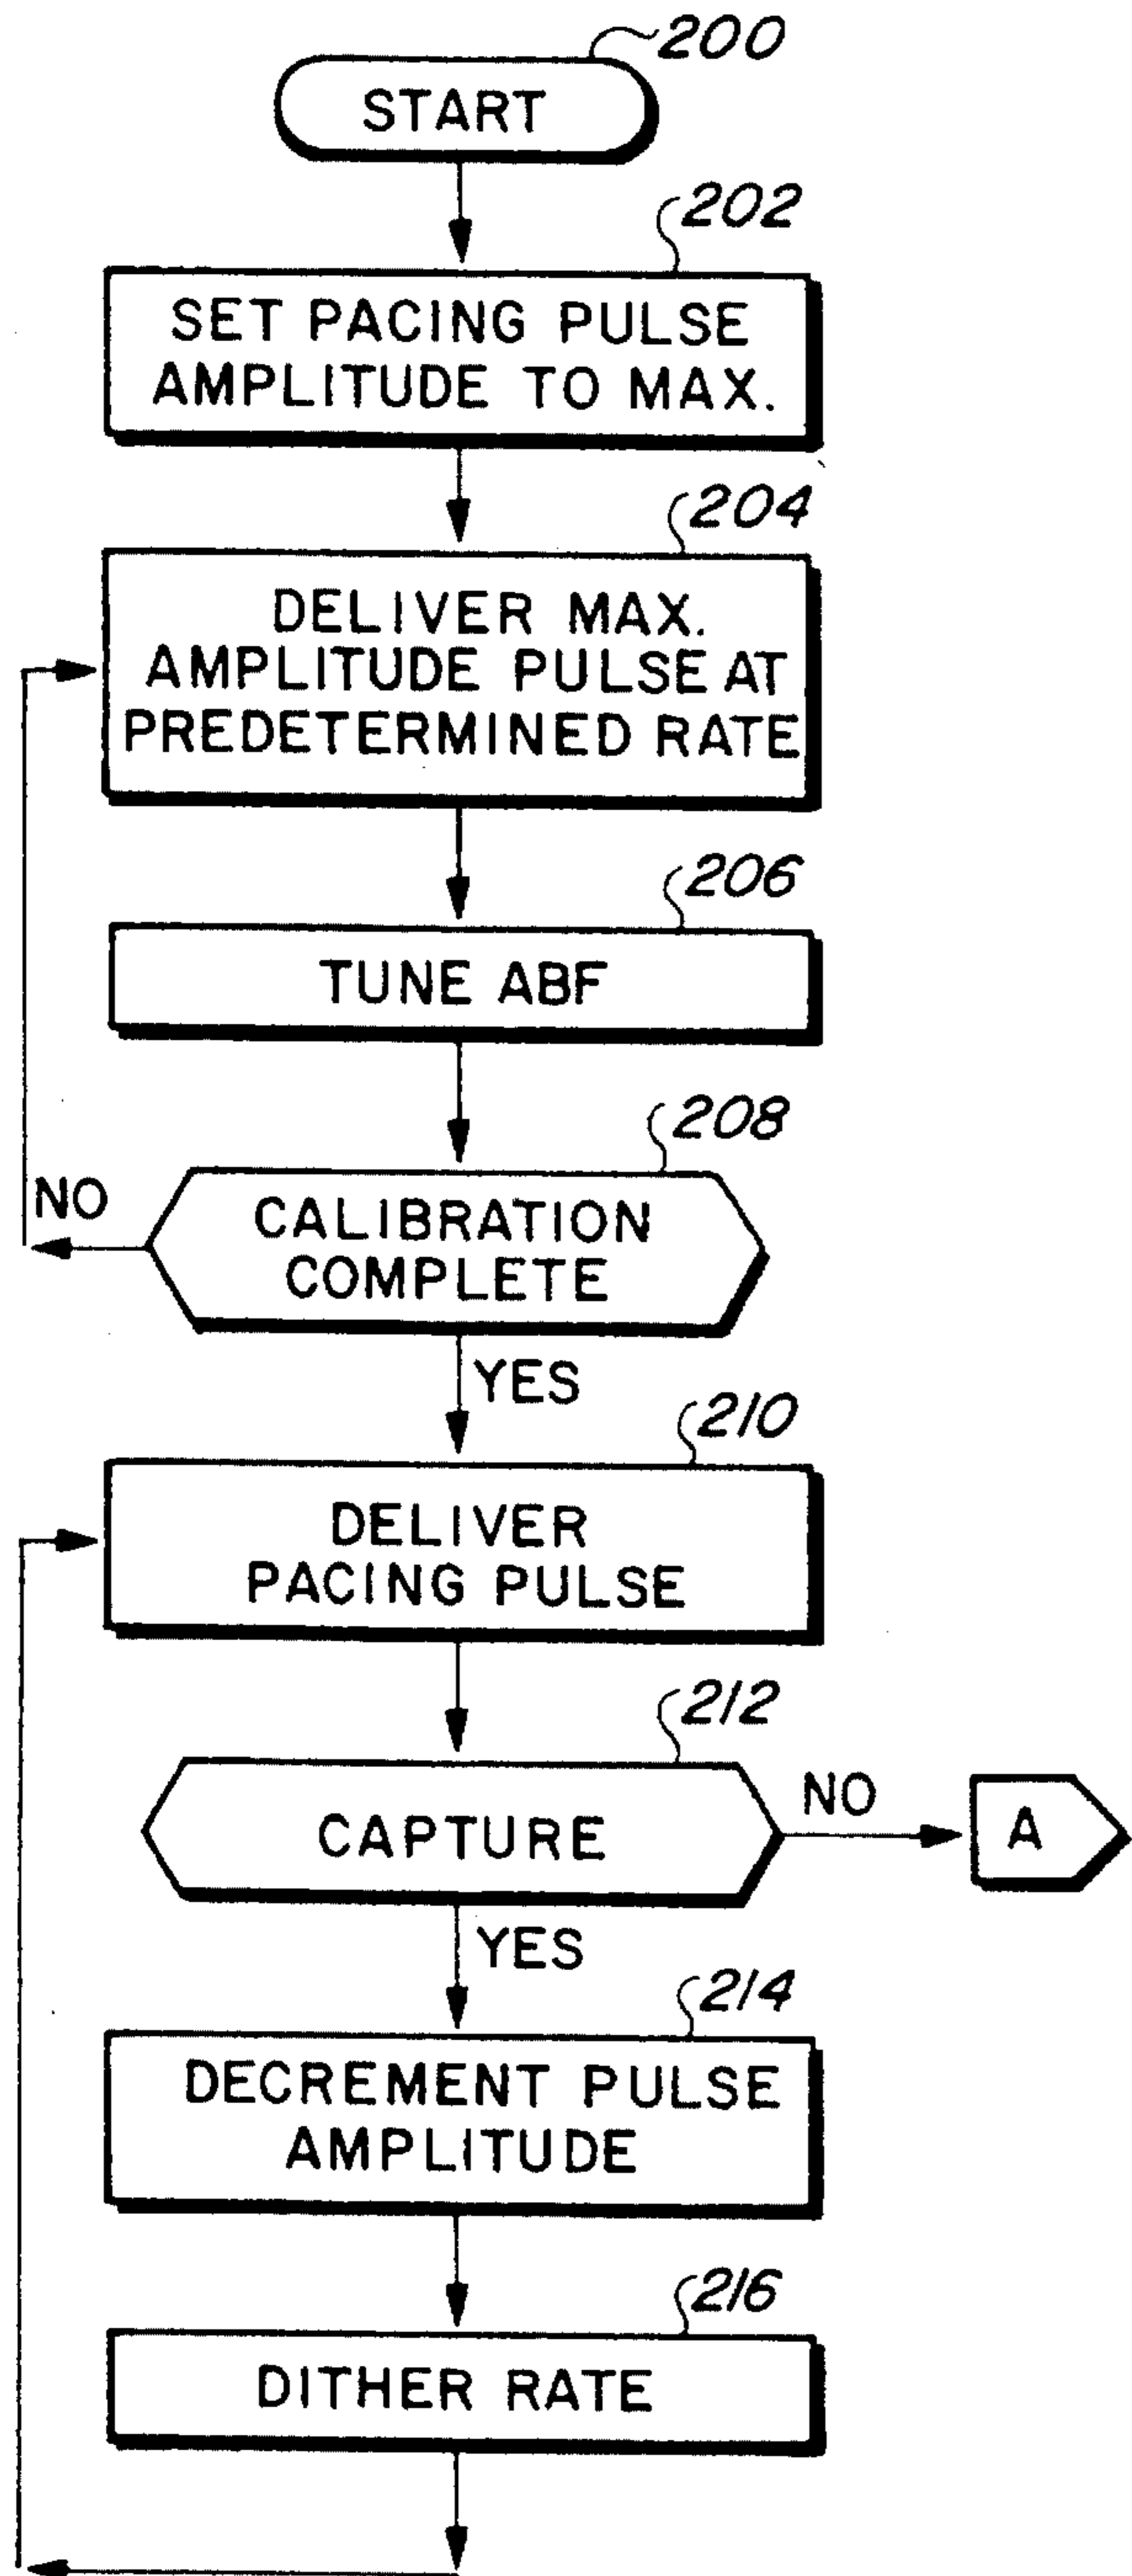 200
START
202
SET PACING PULSE
AMPLITUDE TO MAX.
204
DELIVER MAX.
AMPLITUDE PULSE AT
PREDETERMINED RATE
206
TUNE ABF
208
NO
CALIBRATION
COMPLETE
YES
210
DELIVER
PACING PULSE
212
CAPTURE
NO
A
YES
214
DECREMENT PULSE
AMPLITUDE
216
DITHER RATE